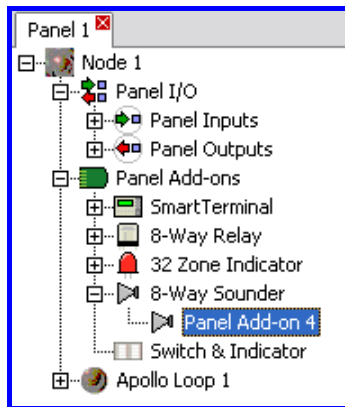 Panel 1
Node 1
Panel I/O
Panel Inputs
Panel Outputs
Panel Add-ons
SmartTerminal
8-Way Relay
32 Zone Indicator
8-Way Sounder
Panel Add-on 4
Switch & Indicator
Apollo Loop 1